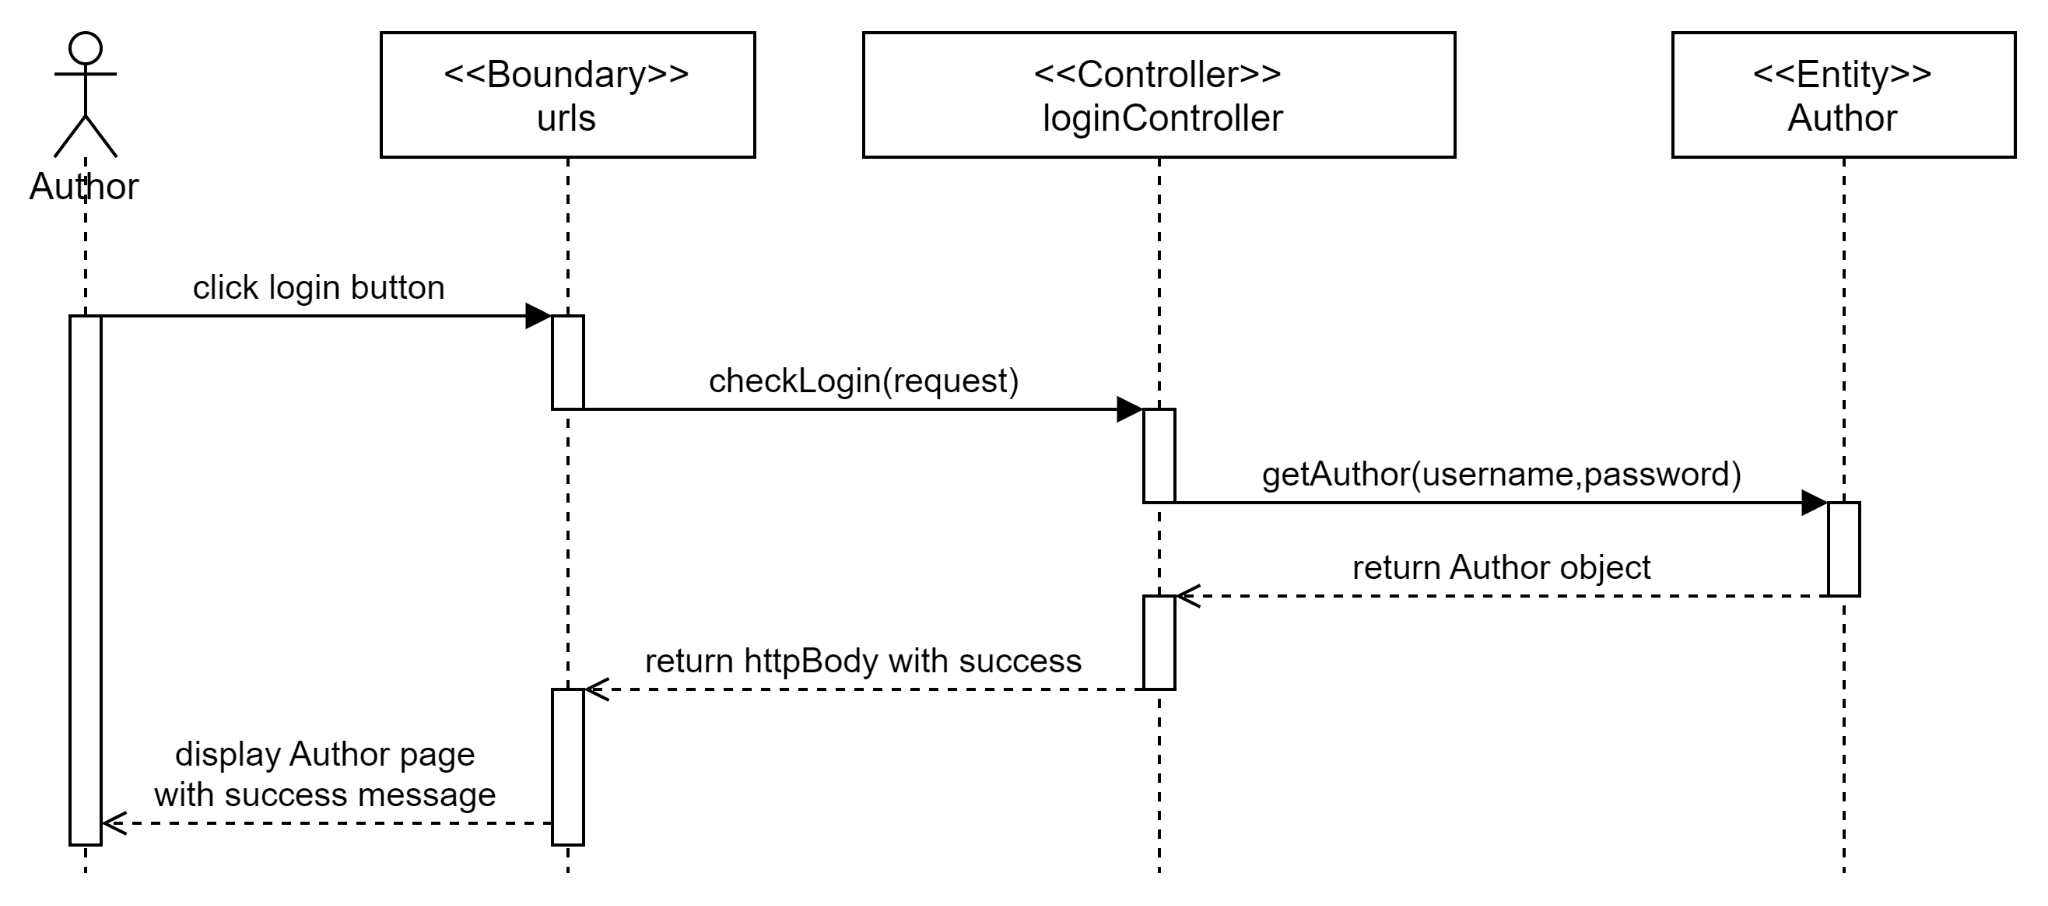 <<Boundary>>
urls
<<Controller>>
loginController
<<Entity>>
Author
Author
click login button
checkLogin(request)
getAuthor(username,password)
return Author object
return httpBody with success
display Author page
with success message